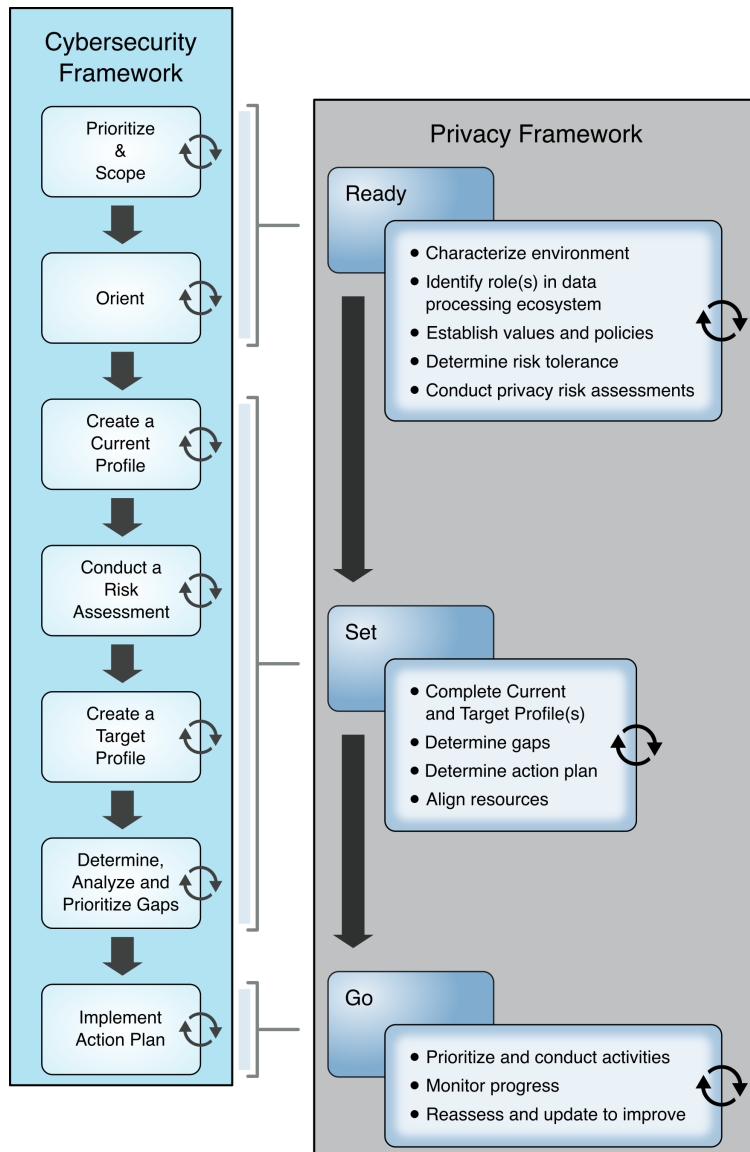 Cybersecurity
Framework
Prioritize
&
Scope
Orient
Create a
Current
Profile
Conduct a
Risk
Assessment
Create a
Target
Profile
Determine,
Analyze and
Prioritize Gaps
Implement
Action Plan
Privacy Framework
Ready
• Characterize environment
• Identify role(s) in data
processing ecosystem
• Establish values and policies
• Determine risk tolerance
• Conduct privacy risk assessments
Set
• Complete Current
and Target Profile(s)
• Determine gaps
• Determine action plan
• Align resources
Go
• Prioritize and conduct activities
• Monitor progress
• Reassess and update to improve